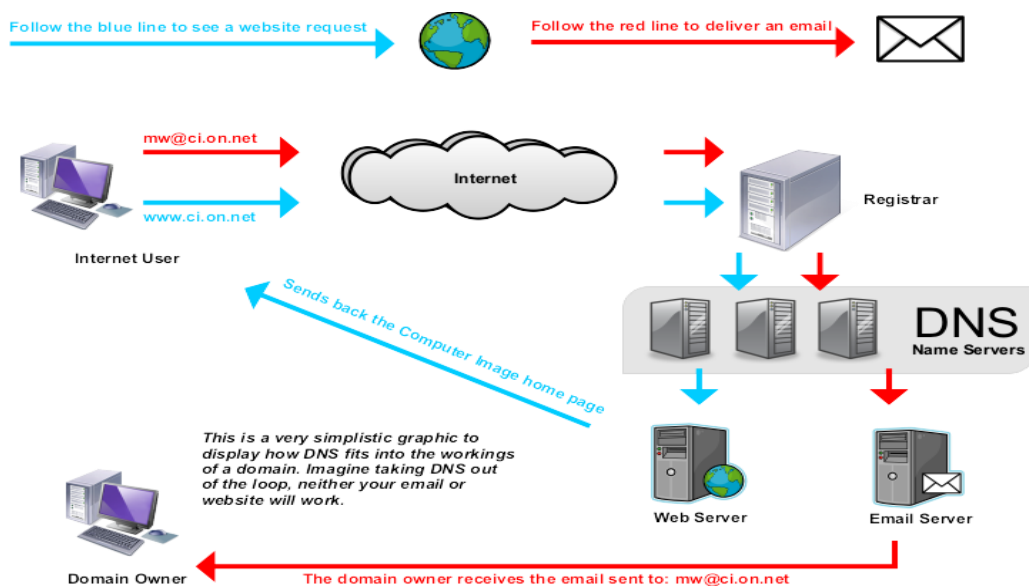 Follow the blue line to see a website request
Follow the red line to deliver an email
mw@ci.on.net
www.ci.on.net
Internet User
Internet
Registrar
DNS
Name Servers
Sends back the Computer Image home page
This is a very simplistic graphic to
display how DNS fits into the workings
of a domain. Imagine taking DNS out
of the loop, neither your email or
website will work.
Web Server
Email Server
Domain Owner
The domain owner receives the email sent to: mw@ci.on.net